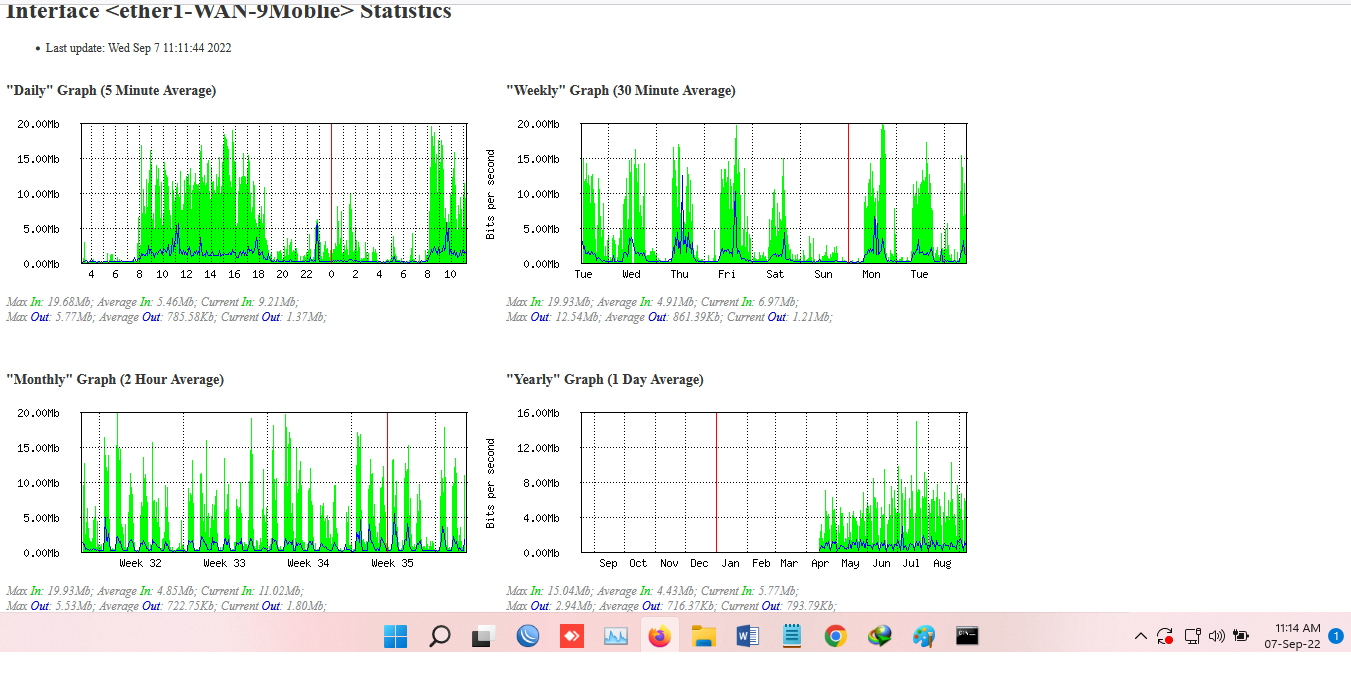 Interface <ether1-WAN-9Moblie> Statistics
• Last update: Wed Sep 7 11:11:44 2022
"Daily" Graph (5 Minute Average)
20.00Mb
15.00Mb
10.00Mb
5.00Mb
0.00Mb
4 6 8 10 12 14 16 18 20 22 0 2 4 6 8 10
Max In: 19.68Mb; Average In: 5.46Mb; Current In: 9.21Mb;
Max Out: 5.77Mb; Average Out: 785.58Kb; Current Out: 1.37Mb;
"Weekly" Graph (30 Minute Average)
Bits per second
20.00Mb
15.00Mb
10.00Mb
5.00Mb
0.00Mb
Tue Wed Thu Fri Sat Sun Mon Tue
Max In: 19.93Mb; Average In: 4.91Mb; Current In: 6.97Mb;
Max Out: 12.54Mb; Average Out: 861.39Kb; Current Out: 1.21Mb;
"Monthly" Graph (2 Hour Average)
20.00Mb
15.00Mb
10.00Mb
5.00Mb
0.00Mb
Week 32 Week 33 Week 34 Week 35
Max In: 19.93Mb; Average In: 4.85Mb; Current In: 11.02Mb;
Max Out: 5.53Mb; Average Out: 722.75Kb; Current Out: 1.80Mb;
"Yearly" Graph (1 Day Average)
Bits per second
16.00Mb
12.00Mb
8.00Mb
4.00Mb
0.00Mb
Sep Oct Nov Dec Jan Feb Mar Apr May Jun Jul Aug
Max In: 15.04Mb; Average In: 4.43Mb; Current In: 5.77Mb;
Max Out: 2.94Mb; Average Out: 716.37Kb; Current Out: 793.79Kb;
W
11:14 AM
07-Sep-22
1